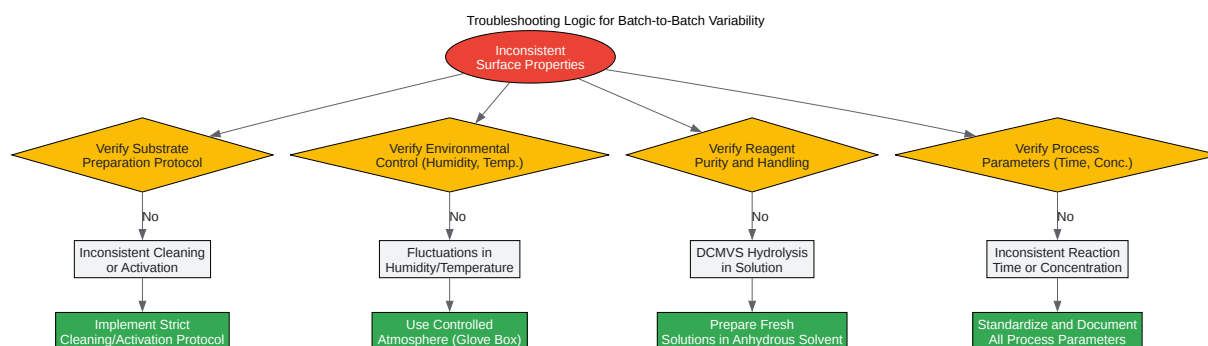 Troubleshooting Logic for Batch-to-Batch Variability
Inconsistent
Surface Properties
Verify Substrate
Preparation Protocol
Verify Environmental
Control (Humidity, Temp.)
Verify Reagent
Purity and Handling
Verify Process
Parameters (Time, Conc.)
No
No
No
No
Inconsistent Cleaning
or Activation
Fluctuations in
Humidity/Temperature
DCMVS Hydrolysis
in Solution
Inconsistent Reaction
Time or Concentration
Implement Strict
Cleaning/Activation Protocol
Use Controlled
Atmosphere (Glove Box)
Prepare Fresh
Solutions in Anhydrous Solvent
Standardize and Document
All Process Parameters